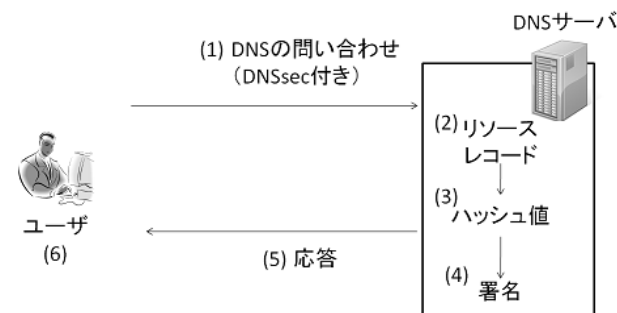 DNSサーバ
(1) DNSの問い合わせ
(DNSsec付き)
(2) リソース
レコード
(3)
ハッシュ値
(4)
署名
(5) 応答
ユーザ
(6)